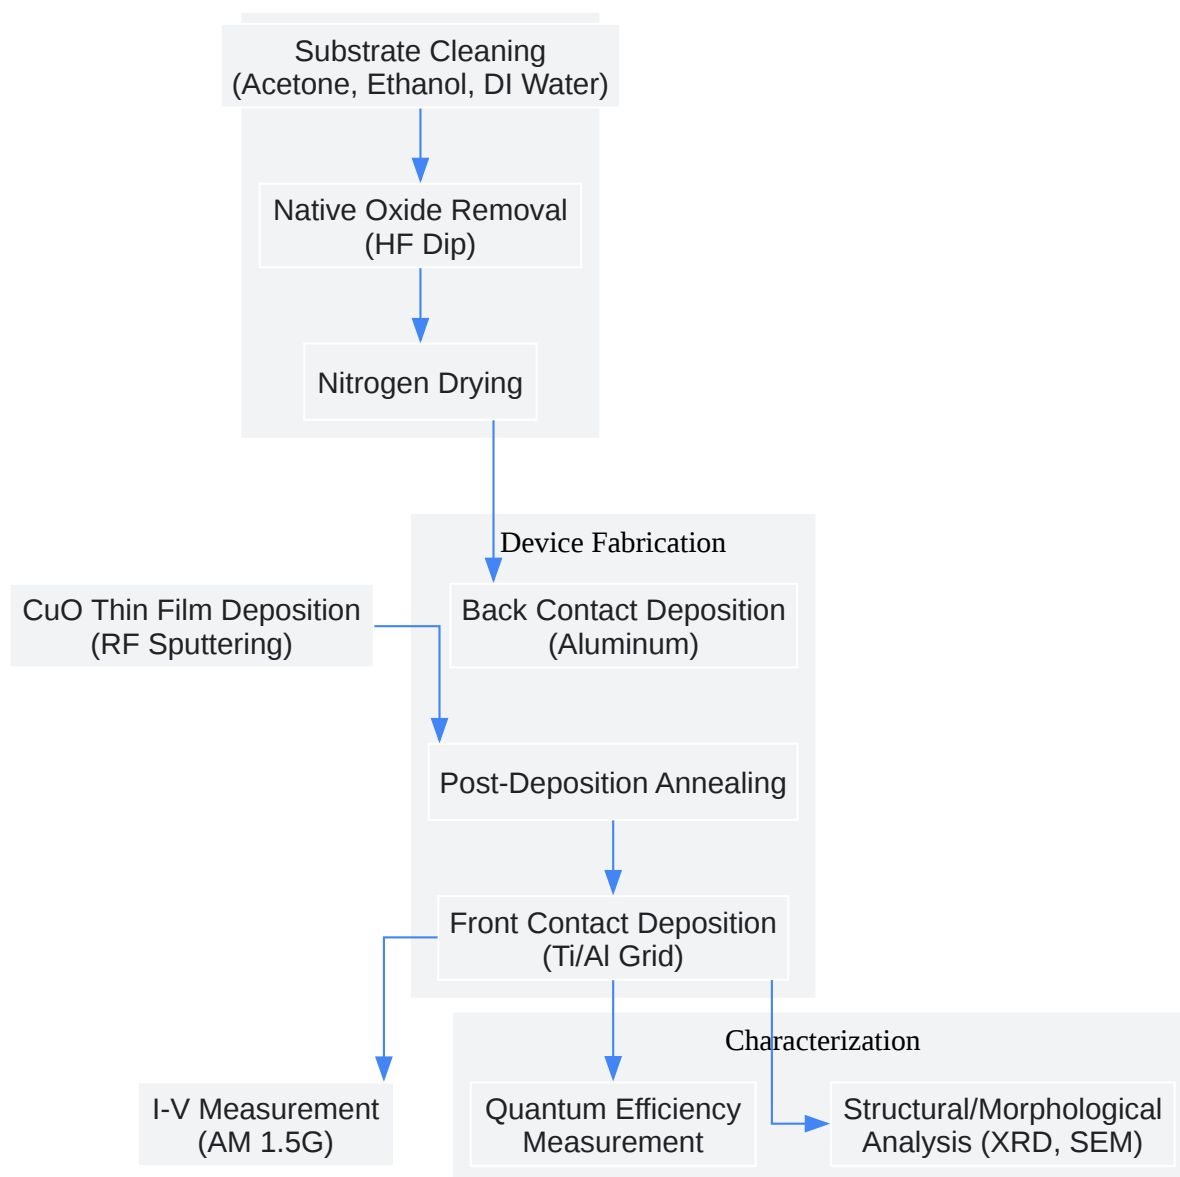 Substrate Cleaning
(Acetone, Ethanol, DI Water)
Native Oxide Removal
(HF Dip)
Nitrogen Drying
Device Fabrication
CuO Thin Film Deposition
(RF Sputtering)
Back Contact Deposition
(Aluminum)
Post-Deposition Annealing
Front Contact Deposition
(Ti/Al Grid)
Characterization
I-V Measurement
(AM 1.5G)
Quantum Efficiency
Measurement
Structural/Morphological
Analysis (XRD, SEM)